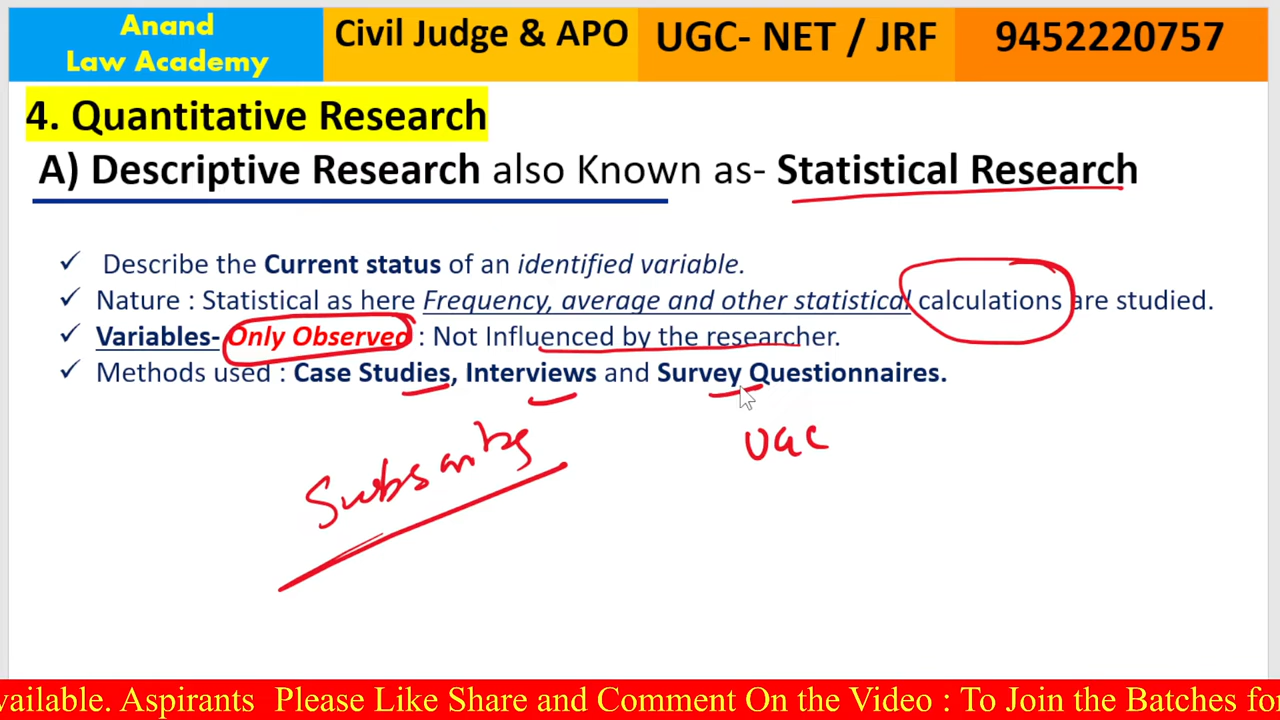 Anand
Law Academy
Civil Judge & APO
UGC- NET / JRF
9452220757
4. Quantitative Research
A) Descriptive Research also Known as- Statistical Research
✓ Describe the Current status of an identified variable.
✓ Nature : Statistical as here Frequency, average and other statistical calculations are studied.
✓ Variables- Only Observed : Not Influenced by the researcher.
✓ Methods used : Case Studies, Interviews and Survey Questionnaires.
UGC
vailable. Aspirants Please Like Share and Comment On the Video : To Join the Batches for